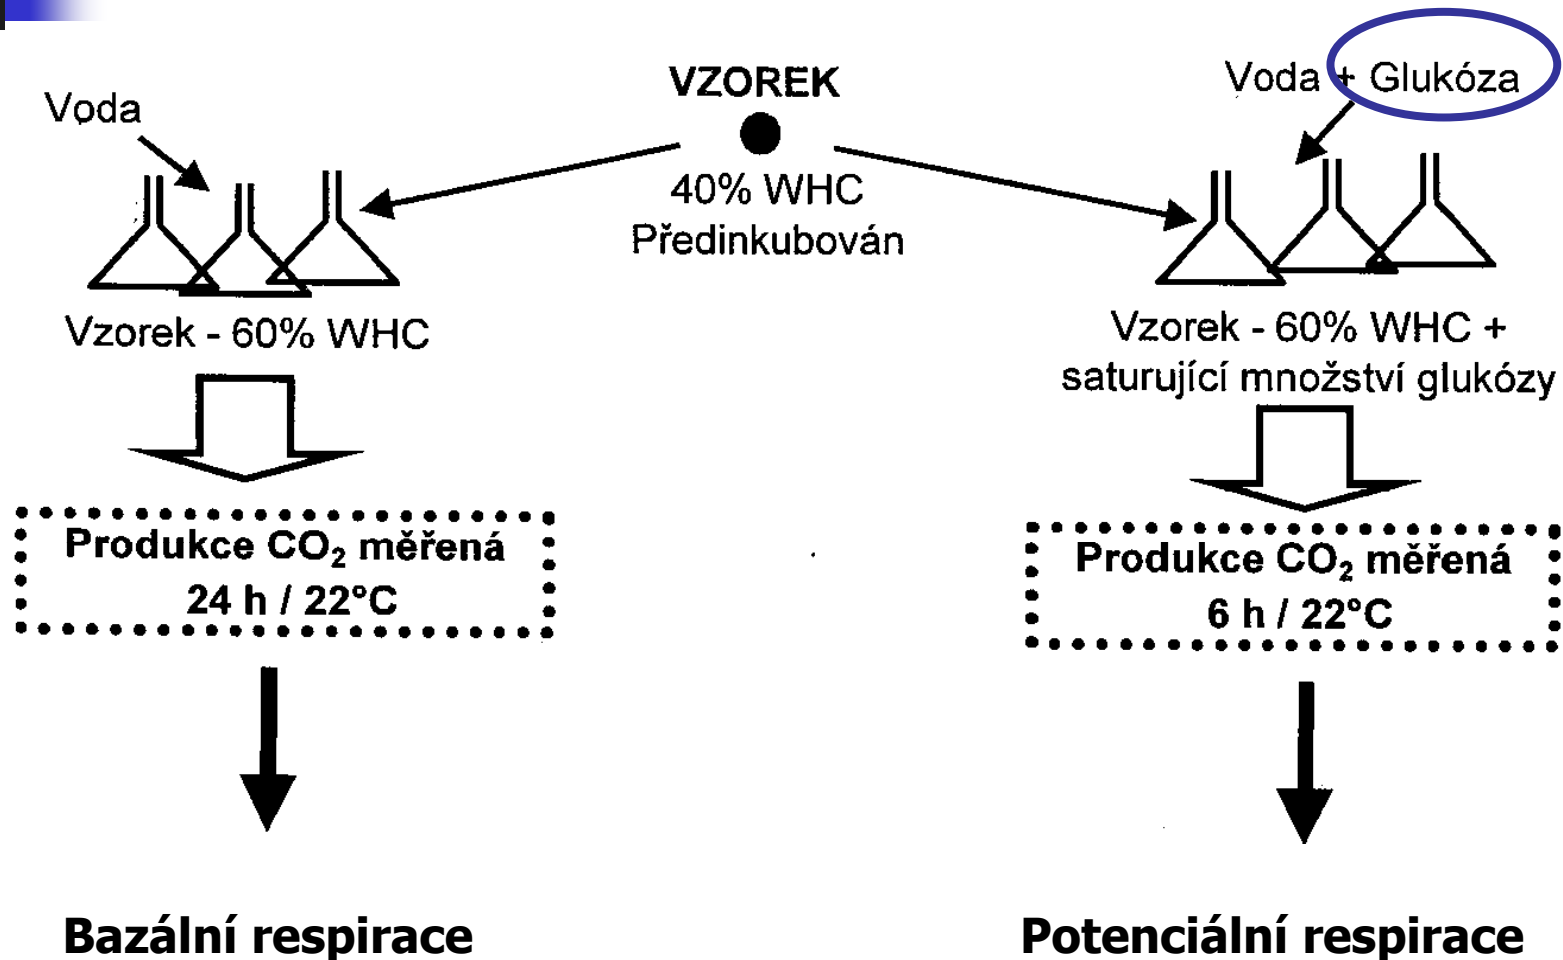 VZOREK
40% WHC
Předinkubován
Voda
Vzorek - 60% WHC
Produkce CO₂ měřená
24 h / 22°C
Bazální respirace
Voda + Glukóza
Vzorek - 60% WHC +
saturující množství glukózy
Produkce CO₂ měřená
6 h / 22°C
Potenciální respirace